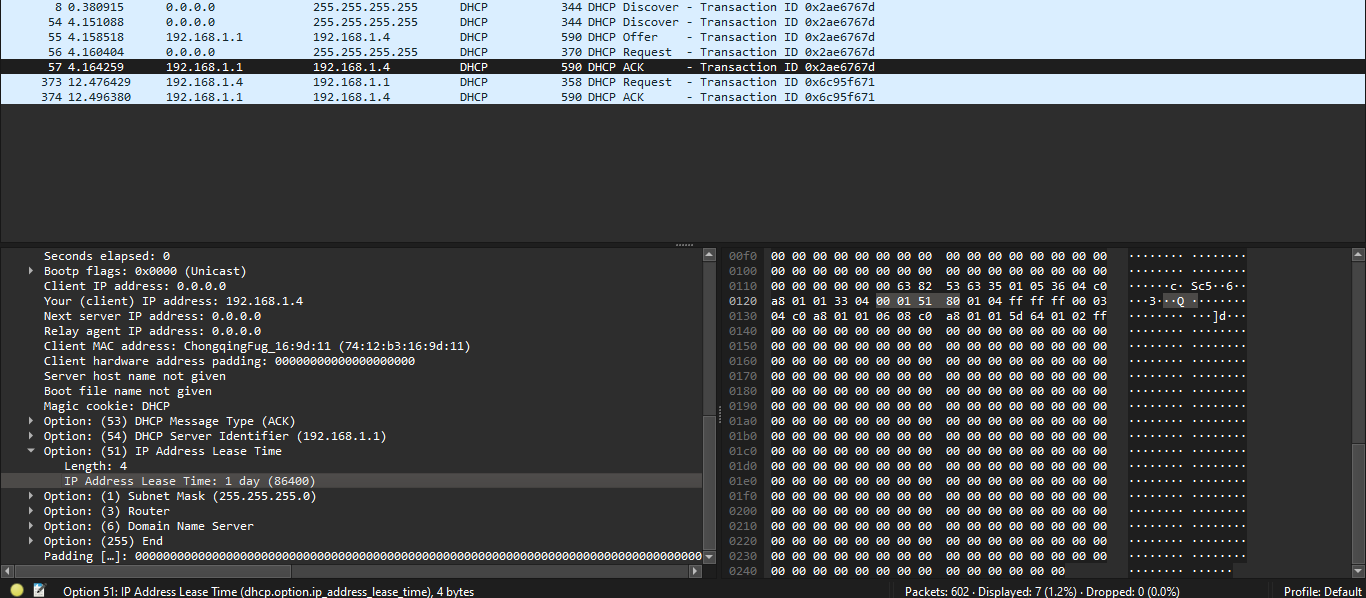 8 0.380915 0.0.0.0 255.255.255.255 DHCP 344 DHCP Discover - Transaction ID 0x2ae6767d
54 4.151088 0.0.0.0 255.255.255.255 DHCP 344 DHCP Discover - Transaction ID 0x2ae6767d
55 4.158518 192.168.1.1 192.168.1.4 DHCP 590 DHCP Offer - Transaction ID 0x2ae6767d
56 4.160404 0.0.0.0 255.255.255.255 DHCP 370 DHCP Request - Transaction ID 0x2ae6767d
57 4.164259 192.168.1.1 192.168.1.4 DHCP 590 DHCP ACK - Transaction ID 0x2ae6767d
373 12.476429 192.168.1.4 192.168.1.1 DHCP 358 DHCP Request - Transaction ID 0x6c95f671
374 12.496380 192.168.1.1 192.168.1.4 DHCP 590 DHCP ACK - Transaction ID 0x6c95f671
Seconds elapsed: 0
Bootp flags: 0x0000 (Unicast)
Client IP address: 0.0.0.0
Your (client) IP address: 192.168.1.4
Next server IP address: 0.0.0.0
Relay agent IP address: 0.0.0.0
Client MAC address: ChongqingFug_16:9d:11 (74:12:b3:16:9d:11)
Client hardware address padding: 00000000000000000000
Server host name not given
Boot file name not given
Magic cookie: DHCP
Option: (53) DHCP Message Type (ACK)
Option: (54) DHCP Server Identifier (192.168.1.1)
Option: (51) IP Address Lease Time
Length: 4
IP Address Lease Time: 1 day (86400)
Option: (1) Subnet Mask (255.255.255.0)
Option: (3) Router
Option: (6) Domain Name Server
Option: (255) End
Padding […]: 000000000000000000000000000000000000000000000000000000000000000000000000000000000
00f0 00 00 00 00 00 00 00 00 00 00 00 00 00 00 00 00 ········ ········
0100 00 00 00 00 00 00 00 00 00 00 00 00 00 00 00 00 ········ ········
0110 00 00 00 00 00 00 63 82 53 63 35 01 05 36 04 c0 ······c· Sc5··6··
0120 a8 01 01 33 04 00 01 51 80 01 04 ff ff ff 00 03 ···3···Q ········
0130 04 c0 a8 01 01 06 08 c0 a8 01 01 5d 64 01 02 ff ········ ···]d···
0140 00 00 00 00 00 00 00 00 00 00 00 00 00 00 00 00 ········ ········
0150 00 00 00 00 00 00 00 00 00 00 00 00 00 00 00 00 ········ ········
0160 00 00 00 00 00 00 00 00 00 00 00 00 00 00 00 00 ········ ········
0170 00 00 00 00 00 00 00 00 00 00 00 00 00 00 00 00 ········ ········
0180 00 00 00 00 00 00 00 00 00 00 00 00 00 00 00 00 ········ ········
0190 00 00 00 00 00 00 00 00 00 00 00 00 00 00 00 00 ········ ········
01a0 00 00 00 00 00 00 00 00 00 00 00 00 00 00 00 00 ········ ········
01b0 00 00 00 00 00 00 00 00 00 00 00 00 00 00 00 00 ········ ········
01c0 00 00 00 00 00 00 00 00 00 00 00 00 00 00 00 00 ········ ········
01d0 00 00 00 00 00 00 00 00 00 00 00 00 00 00 00 00 ········ ········
01e0 00 00 00 00 00 00 00 00 00 00 00 00 00 00 00 00 ········ ········
01f0 00 00 00 00 00 00 00 00 00 00 00 00 00 00 00 00 ········ ········
0200 00 00 00 00 00 00 00 00 00 00 00 00 00 00 00 00 ········ ········
0210 00 00 00 00 00 00 00 00 00 00 00 00 00 00 00 00 ········ ········
0220 00 00 00 00 00 00 00 00 00 00 00 00 00 00 00 00 ········ ········
0230 00 00 00 00 00 00 00 00 00 00 00 00 00 00 00 00 ········ ········
0240 00 00 00 00 00 00 00 00 00 00 00 00 00 00 ········ ······
Option 51: IP Address Lease Time (dhcp.option.ip_address_lease_time), 4 bytes
Packets: 602 · Displayed: 7 (1.2%) · Dropped: 0 (0.0%)
Profile: Default